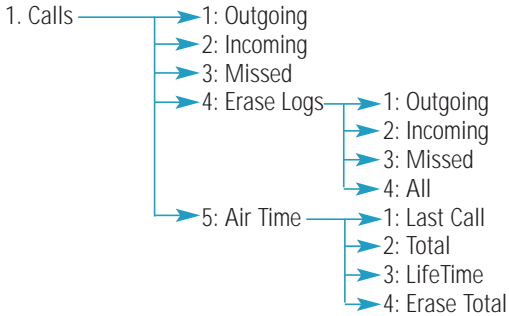 1. Calls 1: Outgoing
2: Incoming
3: Missed
4: Erase Logs 1: Outgoing
2: Incoming
3: Missed
4: All
5: Air Time 1: Last Call
2: Total
3: LifeTime
4: Erase Total